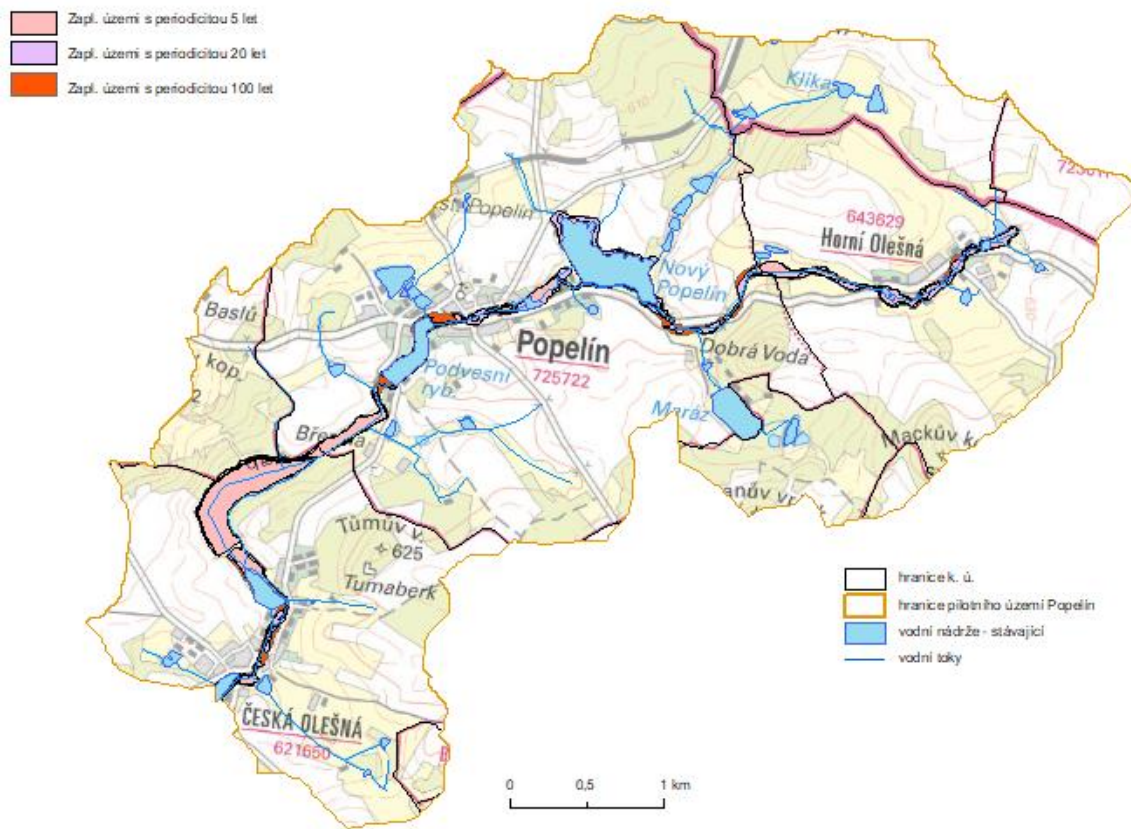 Zapl. území s periodicitou 5 let
Zapl. území s periodicitou 20 let
Zapl. území s periodicitou 100 let
Klika
643629
Horní Olešná
Popelín
Nový
Popelín
Baslů
kop.
Popelín
725722
Dobrá Voda
Podvesní
ryb.
Maráz
Mackův k
Tůmův v.
625
Tumaberk
hranice k. ú.
hranice pilotního území Popelín
vodní nádrže - stávající
vodní toky
ČESKÁ OLEŠNÁ
621650
0 0,5 1 km